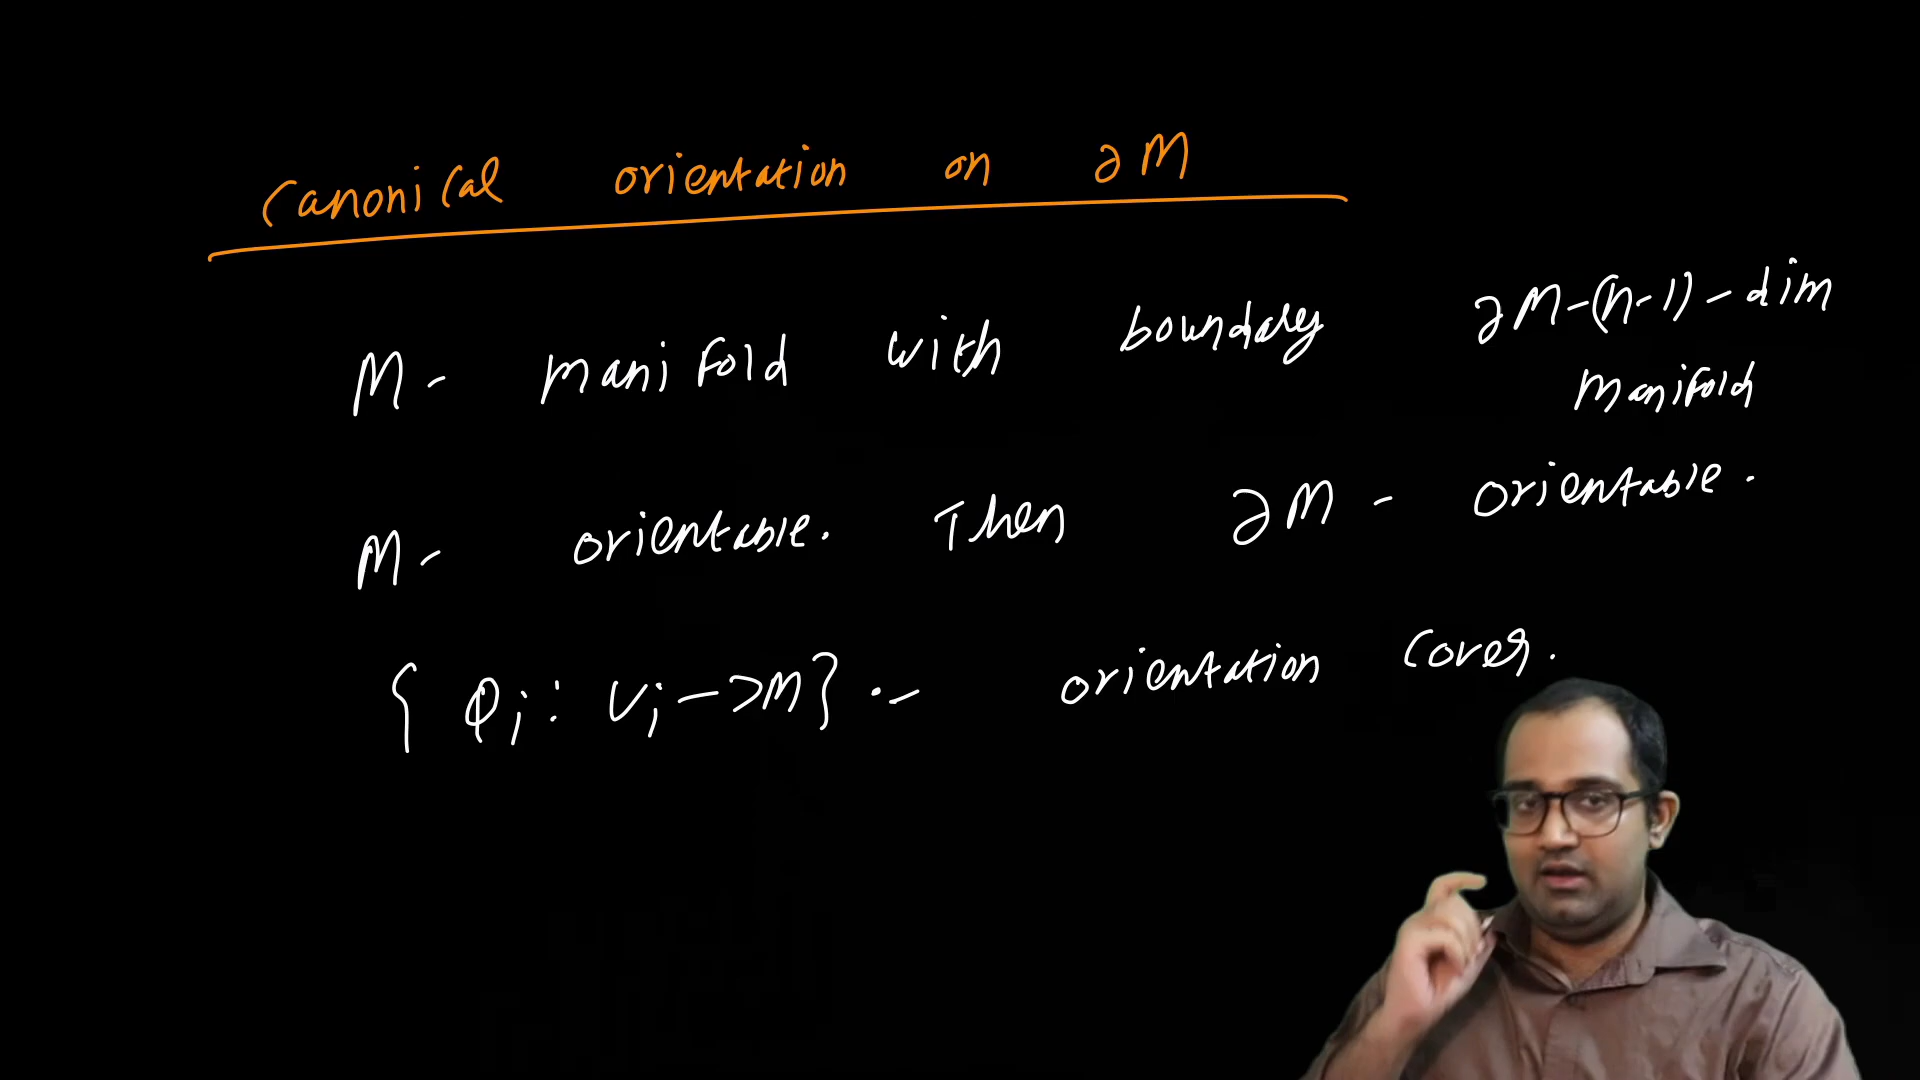 Canonical orientation on ∂M
M - manifold with boundary ∂M-(n-1)-dim
manifold
M - orientable. Then ∂M - orientable.
{ φi : Ui -> M } :- orientation cover.